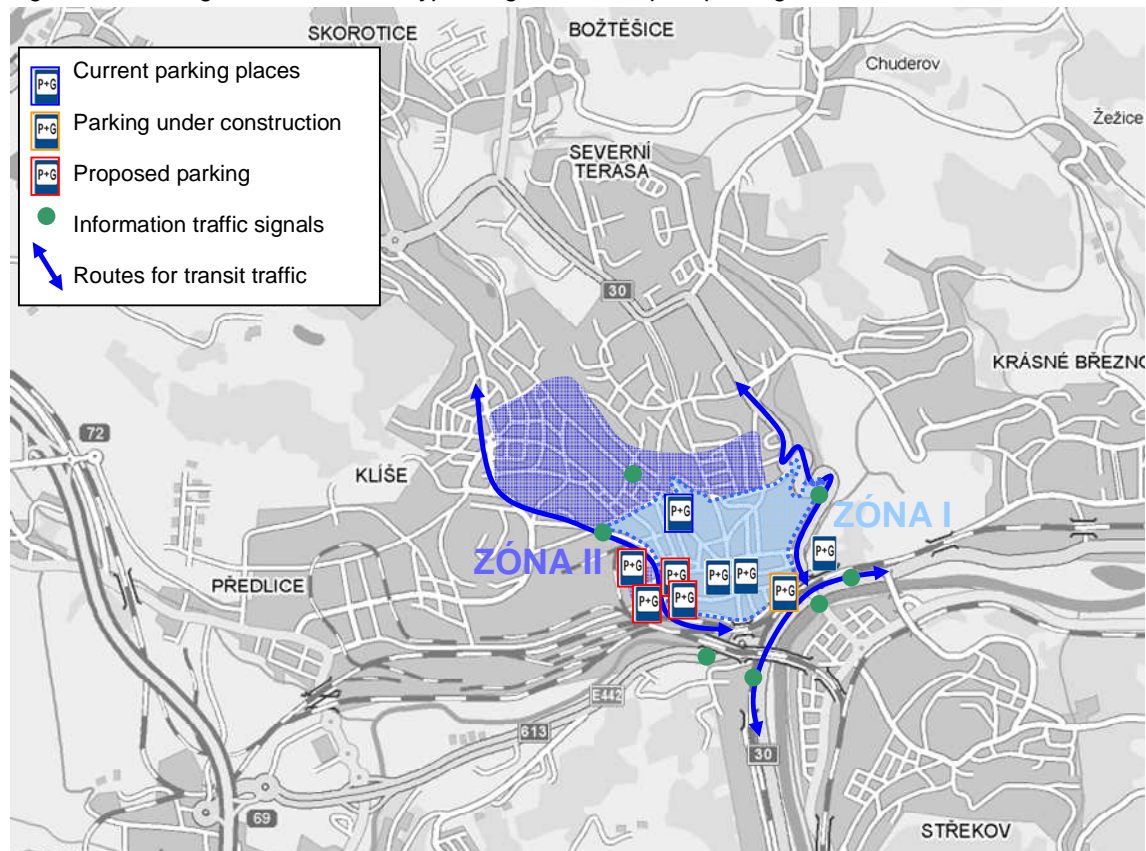 SKOROTICE
BOŽTĚŠICE
P+G Current parking places
P+G Parking under construction
P+G Proposed parking
Information traffic signals
Routes for transit traffic
Chuderov
Žežice
SEVERNÍ
TERASA
30
KRÁSNÉ BŘEZNO
72
KLÍŠE
P+G
ZÓNA I
ZÓNA II
P+G
P+G
P+G
P+G
P+G
P+G
P+G
P+G
PŘEDLICE
E442
613
30
69
STŘEKOV